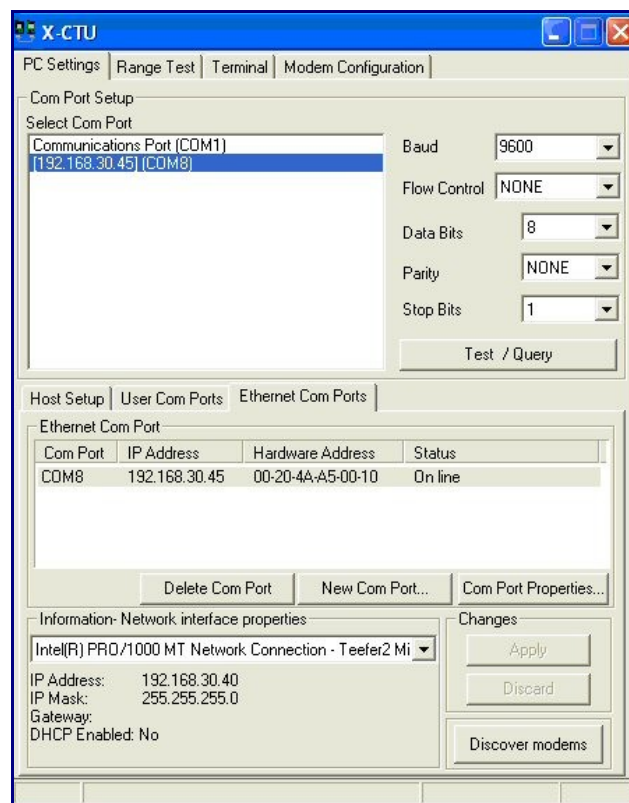 X-CTU
PC Settings
Range Test
Terminal
Modem Configuration
Com Port Setup
Select Com Port
Communications Port (COM1)
[192.168.30.45] (COM8)
Baud 9600
Flow Control NONE
Data Bits 8
Parity NONE
Stop Bits 1
Test / Query
Host Setup
User Com Ports
Ethernet Com Ports
Ethernet Com Port
Com Port IP Address Hardware Address Status
COM8 192.168.30.45 00-20-4A-A5-00-10 On line
Delete Com Port
New Com Port...
Com Port Properties...
Information- Network interface properties
Intel(R) PRO/1000 MT Network Connection - Teefer2 Mi
IP Address: 192.168.30.40
IP Mask: 255.255.255.0
Gateway:
DHCP Enabled: No
Changes
Apply
Discard
Discover modems